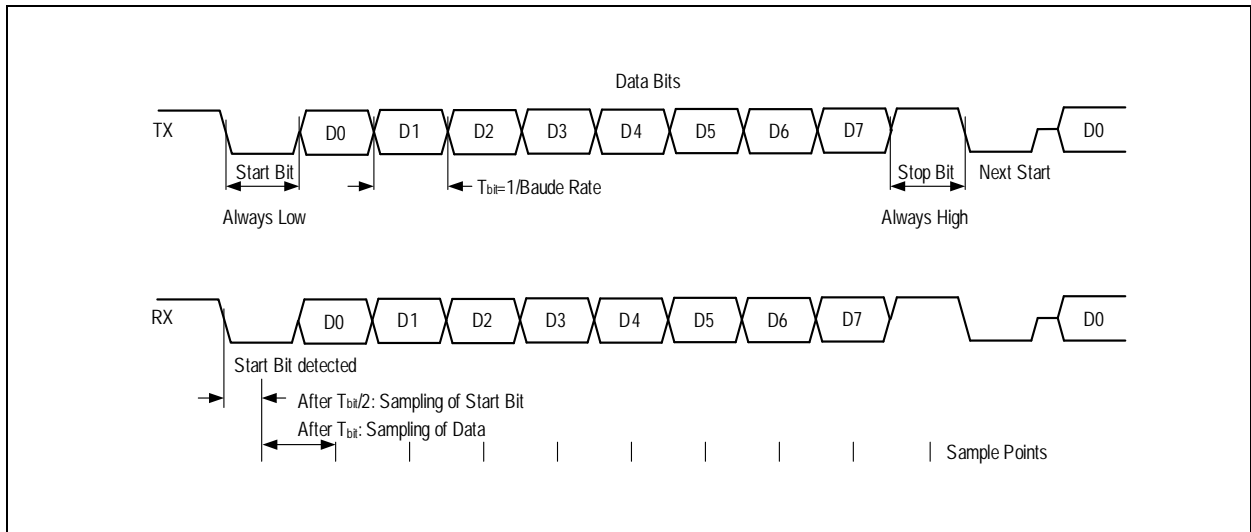 Data Bits
TX D0 D1 D2 D3 D4 D5 D6 D7 D0
Start Bit Stop Bit Next Start
Tbit=1/Baude Rate
Always Low Always High
RX D0 D1 D2 D3 D4 D5 D6 D7 D0
Start Bit detected
After Tbit/2: Sampling of Start Bit
After Tbit: Sampling of Data
Sample Points